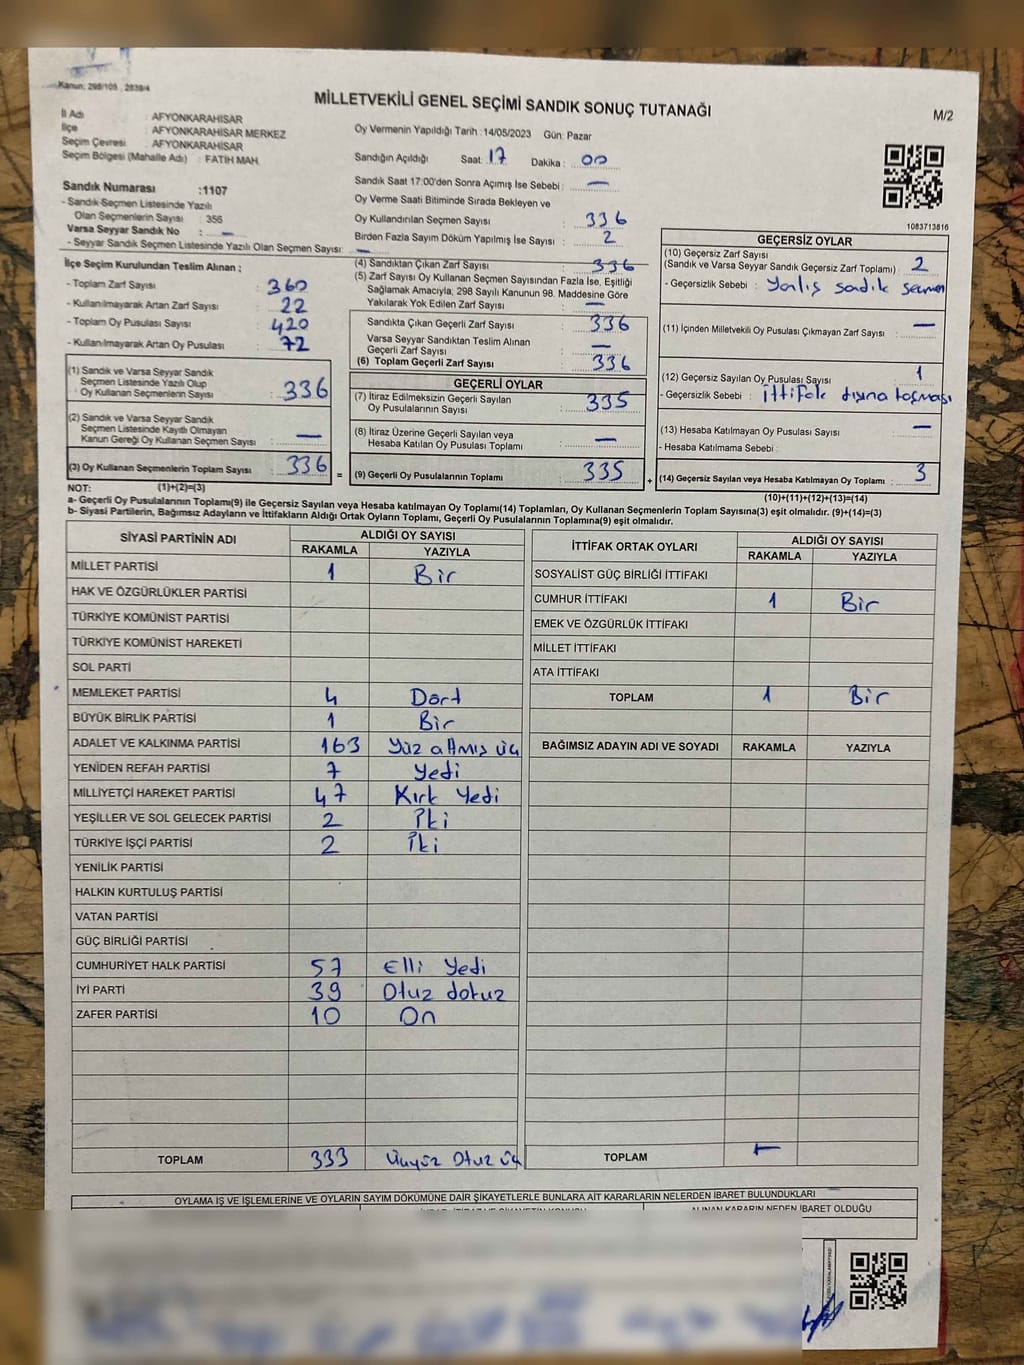 Kanun; 298/105 , 2839/4
MİLLETVEKİLİ GENEL SEÇİMİ SANDIK SONUÇ TUTANAĞI
M/2
İl Adı : AFYONKARAHİSAR
İlçe : AFYONKARAHİSAR MERKEZ
Seçim Çevresi : AFYONKARAHİSAR
Seçim Bölgesi (Mahalle Adı) : FATİH MAH.
Oy Vermenin Yapıldığı Tarih : 14/05/2023 Gün: Pazar
Sandığın Açıldığı Saat: 17 Dakika : 00
Sandık Saat 17:00'den Sonra Açımış İse Sebebi : —
Oy Verme Saati Bitiminde Sırada Bekleyen ve
Oy Kullandırılan Seçmen Sayısı : 336
Birden Fazla Sayım Döküm Yapılmış İse Sayısı : 2
Sandık Numarası :1107
- Sandık Seçmen Listesinde Yazılı
Olan Seçmenlerin Sayısı : 356
Varsa Seyyar Sandık No : —
- Seyyar Sandık Seçmen Listesinde Yazılı Olan Seçmen Sayısı: —
1083713816
İlçe Seçim Kurulundan Teslim Alınan ;
- Toplam Zarf Sayısı : 360
- Kullanılmayarak Artan Zarf Sayısı : 22
- Toplam Oy Pusulası Sayısı : 420
- Kullanılmayarak Artan Oy Pusulası : 72
(1) Sandık ve Varsa Seyyar Sandık
Seçmen Listesinde Yazılı Olup
Oy Kullanan Seçmenlerin Sayısı : 336
(2) Sandık ve Varsa Seyyar Sandık
Seçmen Listesinde Kayıtlı Olmayan
Kanun Gereği Oy Kullanan Seçmen Sayısı : —
(3) Oy Kullanan Seçmenlerin Toplam Sayısı : 336 =
(4) Sandıktan Çıkan Zarf Sayısı : 336
(5) Zarf Sayısı Oy Kullanan Seçmen Sayısından Fazla İse, Eşitliği
Sağlamak Amacıyla, 298 Sayılı Kanunun 98. Maddesine Göre
Yakılarak Yok Edilen Zarf Sayısı : —
Sandıkta Çıkan Geçerli Zarf Sayısı : 336
Varsa Seyyar Sandıktan Teslim Alınan
Geçerli Zarf Sayısı : —
(6) Toplam Geçerli Zarf Sayısı : 336
GEÇERLİ OYLAR
(7) İtiraz Edilmeksizin Geçerli Sayılan
Oy Pusulalarının Sayısı : 335
(8) İtiraz Üzerine Geçerli Sayılan veya
Hesaba Katılan Oy Pusulası Toplamı : —
(9) Geçerli Oy Pusulalarının Toplamı : 335 +
GEÇERSİZ OYLAR
(10) Geçersiz Zarf Sayısı
(Sandık ve Varsa Seyyar Sandık Geçersiz Zarf Toplamı) : 2
- Geçersizlik Sebebi : Yanlış sadık seçmen
(11) İçinden Milletvekili Oy Pusulası Çıkmayan Zarf Sayısı : —
(12) Geçersiz Sayılan Oy Pusulası Sayısı : 1
- Geçersizlik Sebebi : İttifak dışına taşması
(13) Hesaba Katılmayan Oy Pusulası Sayısı : —
- Hesaba Katılmama Sebebi :
(14) Geçersiz Sayılan veya Hesaba Katılmayan Oy Toplamı : 3
NOT: (1)+(2)=(3)
(10)+(11)+(12)+(13)=(14)
a- Geçerli Oy Pusulalarının Toplamı(9) ile Geçersiz Sayılan veya Hesaba katılmayan Oy Toplamı(14) Toplamları, Oy Kullanan Seçmenlerin Toplam Sayısına(3) eşit olmalıdır. (9)+(14)=(3)
b- Siyasi Partilerin, Bağımsız Adayların ve İttifakların Aldığı Ortak Oyların Toplamı, Geçerli Oy Pusulalarının Toplamına(9) eşit olmalıdır.
SİYASİ PARTİNİN ADI ALDIĞI OY SAYISI
RAKAMLA YAZIYLA
MİLLET PARTİSİ 1 Bir
HAK VE ÖZGÜRLÜKLER PARTİSİ
TÜRKİYE KOMÜNİST PARTİSİ
TÜRKİYE KOMÜNİST HAREKETİ
SOL PARTİ
MEMLEKET PARTİSİ 4 Dört
BÜYÜK BİRLİK PARTİSİ 1 Bir
ADALET VE KALKINMA PARTİSİ 163 Yüz altmış üç
YENİDEN REFAH PARTİSİ 7 Yedi
MİLLİYETÇİ HAREKET PARTİSİ 47 Kırk Yedi
YEŞİLLER VE SOL GELECEK PARTİSİ 2 İki
TÜRKİYE İŞÇİ PARTİSİ 2 İki
YENİLİK PARTİSİ
HALKIN KURTULUŞ PARTİSİ
VATAN PARTİSİ
GÜÇ BİRLİĞİ PARTİSİ
CUMHURİYET HALK PARTİSİ 57 Elli Yedi
İYİ PARTİ 39 Otuz dokuz
ZAFER PARTİSİ 10 On
TOPLAM 333 Üçyüz Otuz üç
İTTİFAK ORTAK OYLARI ALDIĞI OY SAYISI
RAKAMLA YAZIYLA
SOSYALİST GÜÇ BİRLİĞİ İTTİFAKI
CUMHUR İTTİFAKI 1 Bir
EMEK VE ÖZGÜRLÜK İTTİFAKI
MİLLET İTTİFAKI
ATA İTTİFAKI
TOPLAM 1 Bir
BAĞIMSIZ ADAYIN ADI VE SOYADI RAKAMLA YAZIYLA
TOPLAM —
OYLAMA İŞ VE İŞLEMLERİNE VE OYLARIN SAYIM DÖKÜMÜNE DAİR ŞİKAYETLERLE BUNLARA AİT KARARLARIN NELERDEN İBARET BULUNDUKLARI
ALINAN KARARIN NEDEN İBARET OLDUĞU